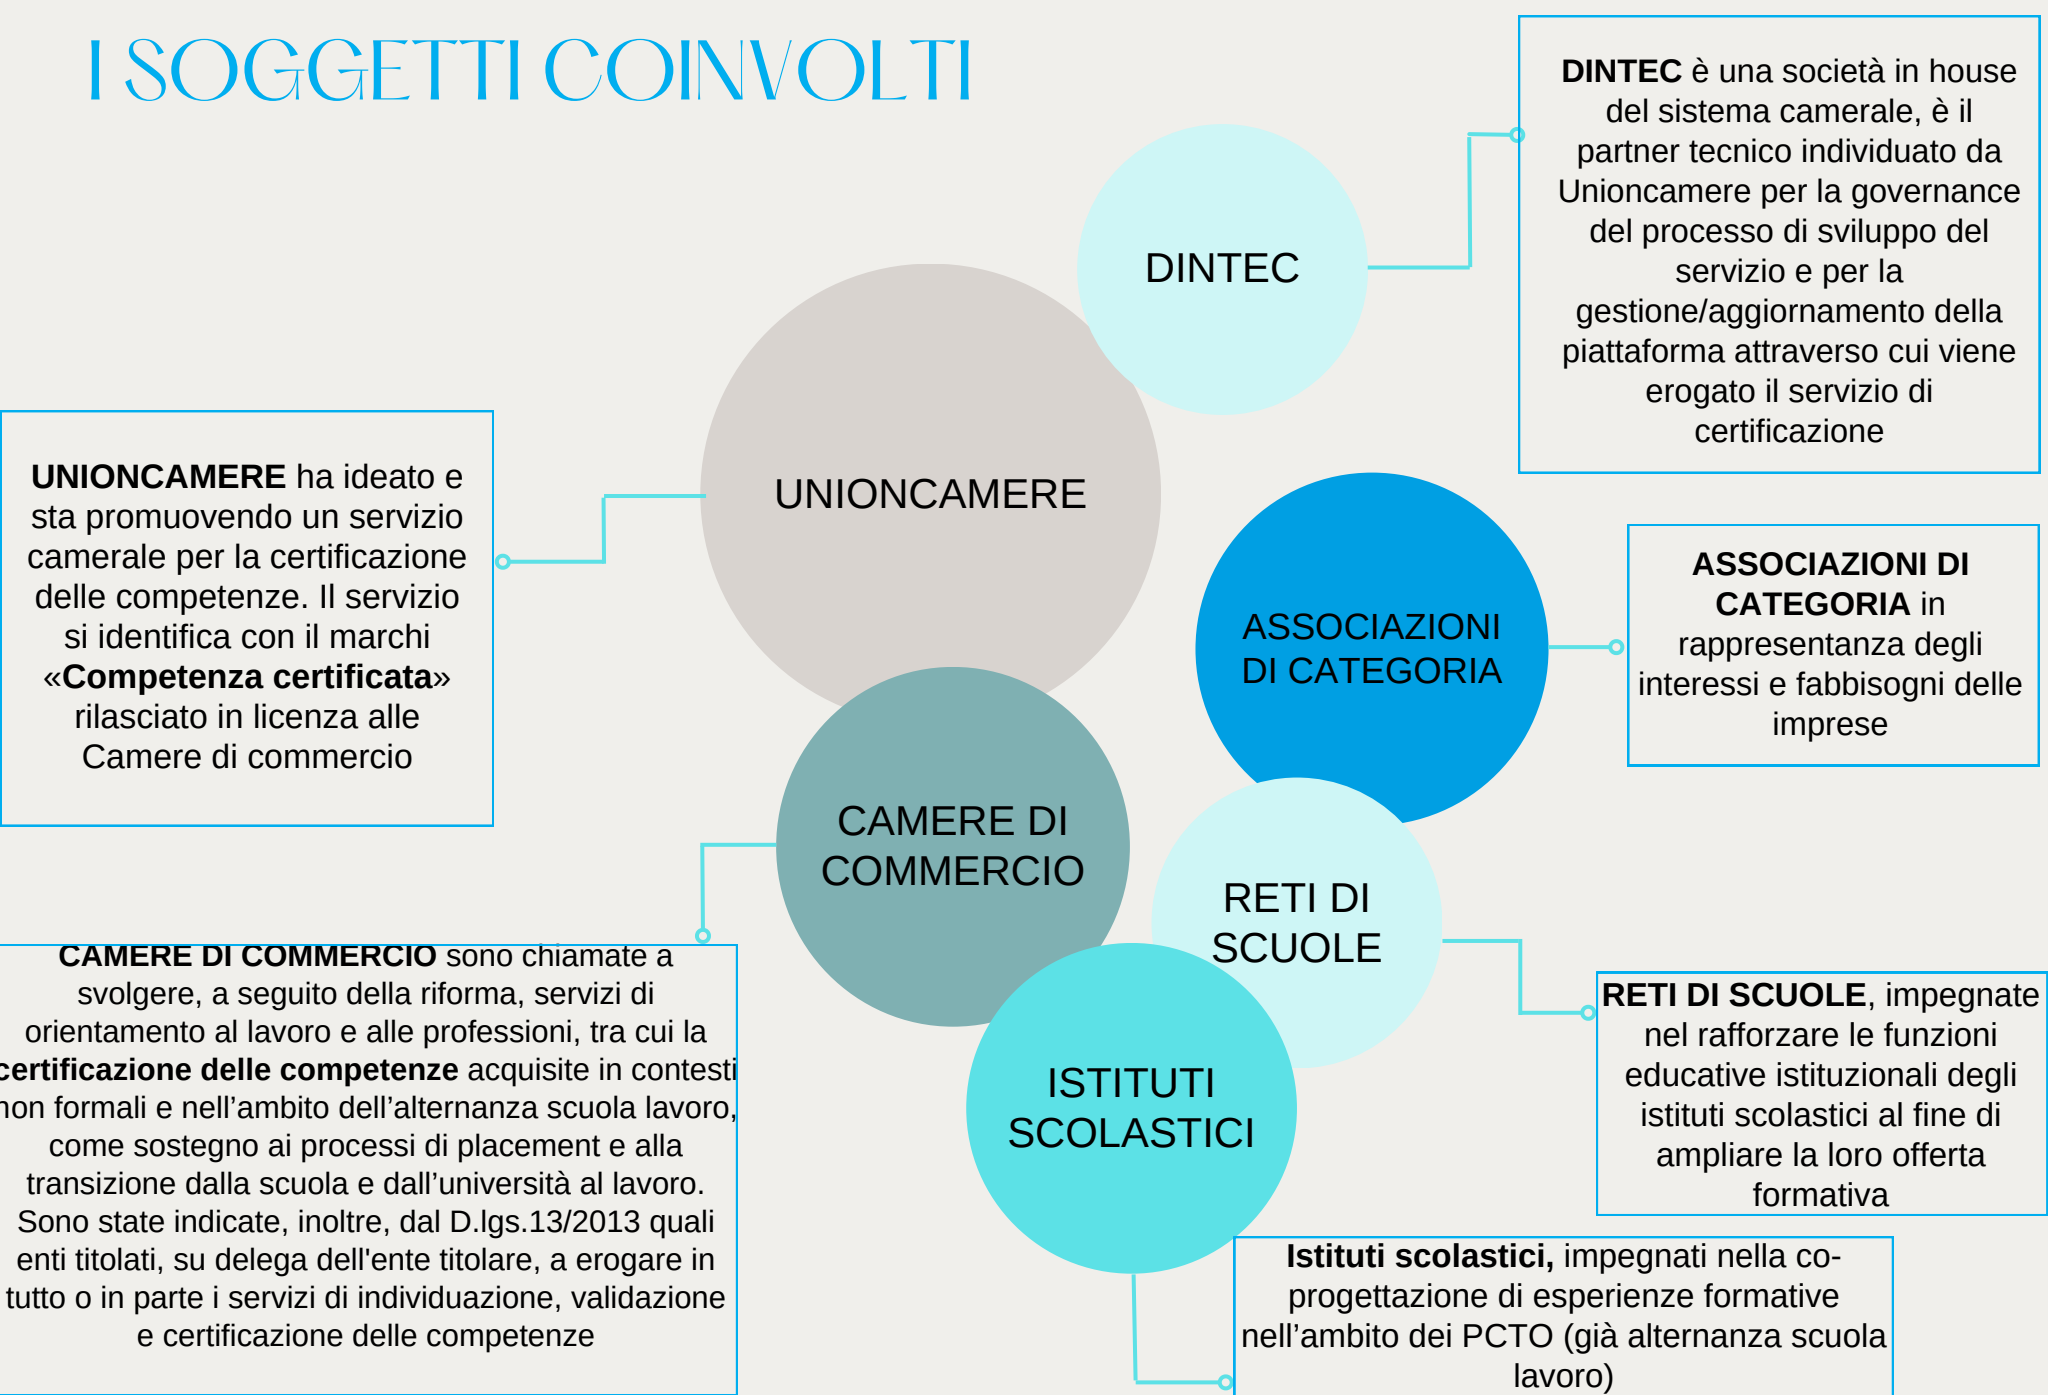 I SOGGETTI COINVOLTI
DINTEC è una società in house
del sistema camerale, è il
partner tecnico individuato da
Unioncamere per la governance
del processo di sviluppo del
servizio e per la
gestione/aggiornamento della
piattaforma attraverso cui viene
erogato il servizio di
certificazione
DINTEC
UNIONCAMERE
UNIONCAMERE ha ideato e
sta promuovendo un servizio
camerale per la certificazione
delle competenze. Il servizio
si identifica con il marchi
«Competenza certificata»
rilasciato in licenza alle
Camere di commercio
ASSOCIAZIONI
DI CATEGORIA
ASSOCIAZIONI DI
CATEGORIA in
rappresentanza degli
interessi e fabbisogni delle
imprese
CAMERE DI
COMMERCIO
RETI DI
SCUOLE
CAMERE DI COMMERCIO sono chiamate a
svolgere, a seguito della riforma, servizi di
orientamento al lavoro e alle professioni, tra cui la
certificazione delle competenze acquisite in contesti
non formali e nell’ambito dell’alternanza scuola lavoro,
come sostegno ai processi di placement e alla
transizione dalla scuola e dall’università al lavoro.
Sono state indicate, inoltre, dal D.lgs.13/2013 quali
enti titolati, su delega dell'ente titolare, a erogare in
tutto o in parte i servizi di individuazione, validazione
e certificazione delle competenze
RETI DI SCUOLE, impegnate
nel rafforzare le funzioni
educative istituzionali degli
istituti scolastici al fine di
ampliare la loro offerta
formativa
ISTITUTI
SCOLASTICI
Istituti scolastici, impegnati nella co-
progettazione di esperienze formative
nell’ambito dei PCTO (già alternanza scuola
lavoro)